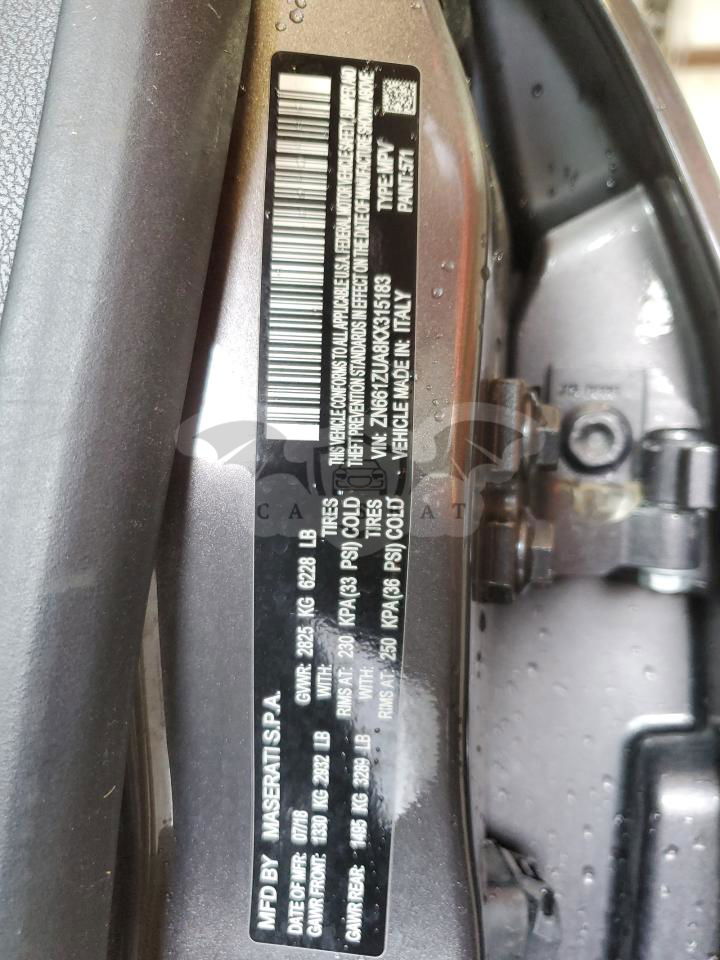 MFD BY MASERATI S.P.A.
DATE OF MFR: 07/18 GVWR: 2825 KG 6228 LB
GAWR FRONT: 1330 KG 2932 LB WITH: TIRES
RIMS AT: 230 KPA(33 PSI) COLD
GAWR REAR: 1495 KG 3289 LB WITH: TIRES
RIMS AT: 250 KPA(36 PSI) COLD
THIS VEHICLE CONFORMS TO ALL APPLICABLE U.S.A. FEDERAL MOTOR VEHICLE SAFETY, BUMPER, AND
THEFT PREVENTION STANDARDS IN EFFECT ON THE DATE OF MANUFACTURE SHOWN ABOVE
VIN: ZN661ZUA8KX315183 TYPE: MPV
VEHICLE MADE IN: ITALY PAINT: 571